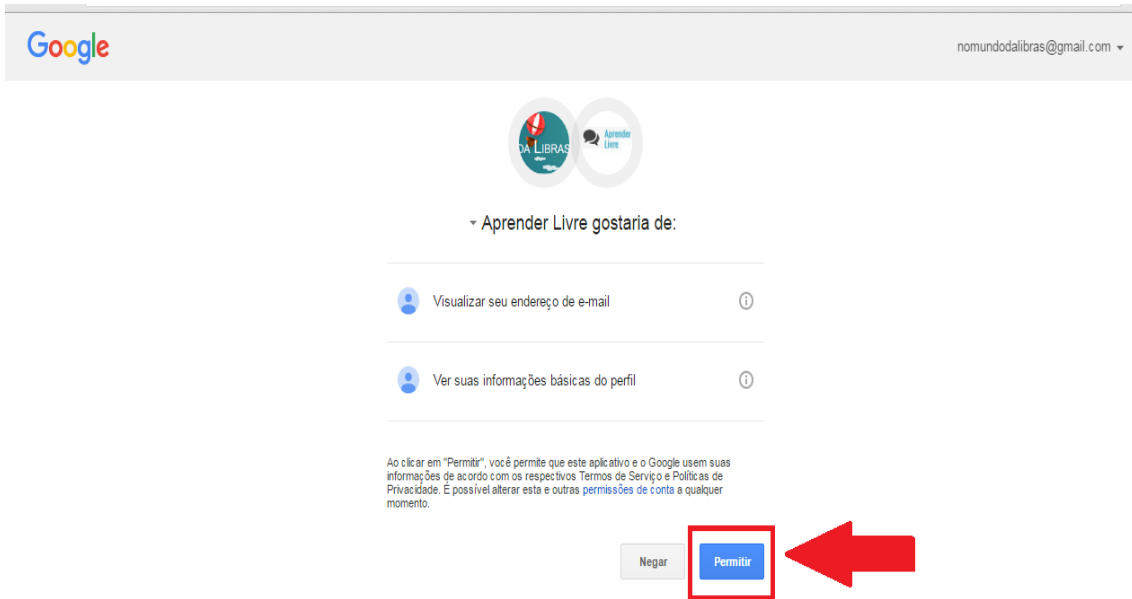 Google
nomundodalibras@gmail.com
DA LIBRAS
Aprender
Livre
Aprender Livre gostaria de:
Visualizar seu endereço de e-mail
Ver suas informações básicas do perfil
Ao clicar em "Permitir", você permite que este aplicativo e o Google usem suas
informações de acordo com os respectivos Termos de Serviço e Políticas de
Privacidade. É possível alterar esta e outras permissões de conta a qualquer
momento.
Negar
Permitir